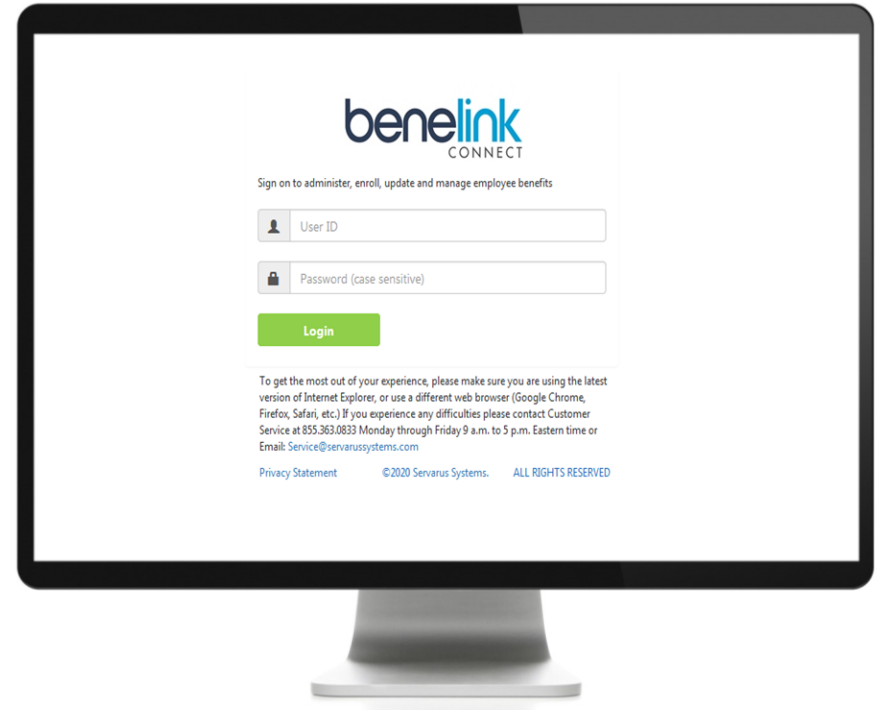 benelink
CONNECT
Sign on to administer, enroll, update and manage employee benefits
User ID
Password (case sensitive)
Login
To get the most out of your experience, please make sure you are using the latest
version of Internet Explorer, or use a different web browser (Google Chrome,
Firefox, Safari, etc.) If you experience any difficulties please contact Customer
Service at 855.363.0833 Monday through Friday 9 a.m. to 5 p.m. Eastern time or
Email: Service@servarussystems.com
Privacy Statement ©2020 Servarus Systems. ALL RIGHTS RESERVED